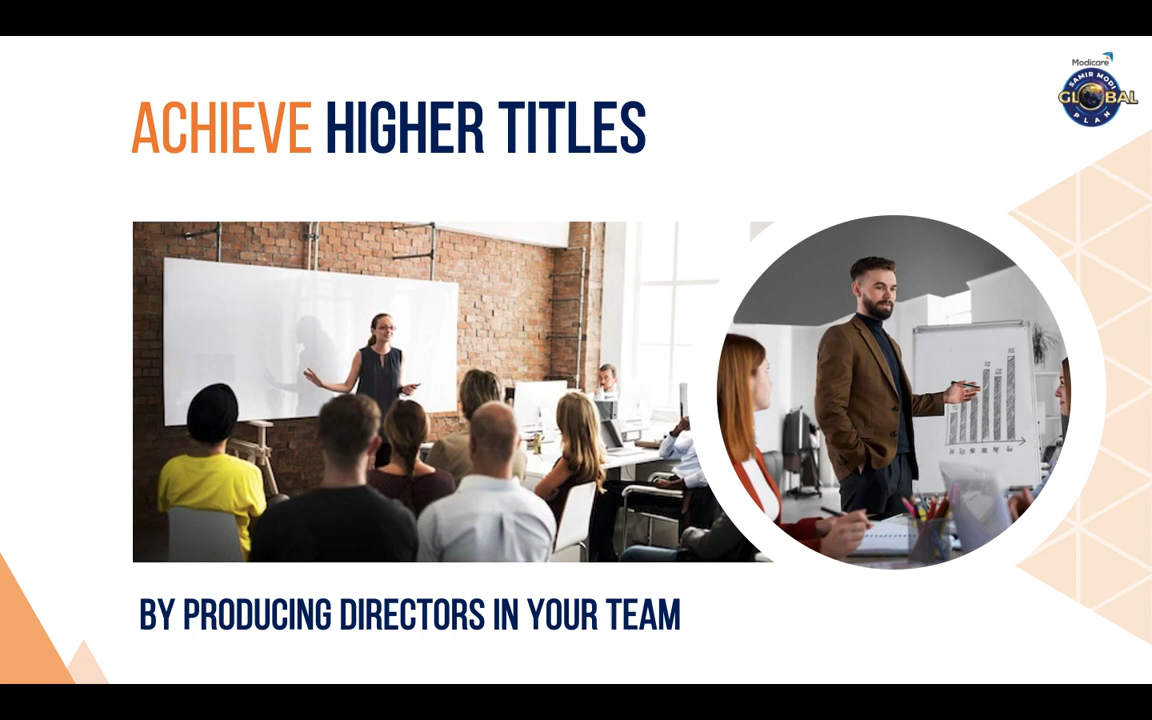 Modicare
SAMIR MODI
GLOBAL
PLAN
ACHIEVE HIGHER TITLES
BY PRODUCING DIRECTORS IN YOUR TEAM